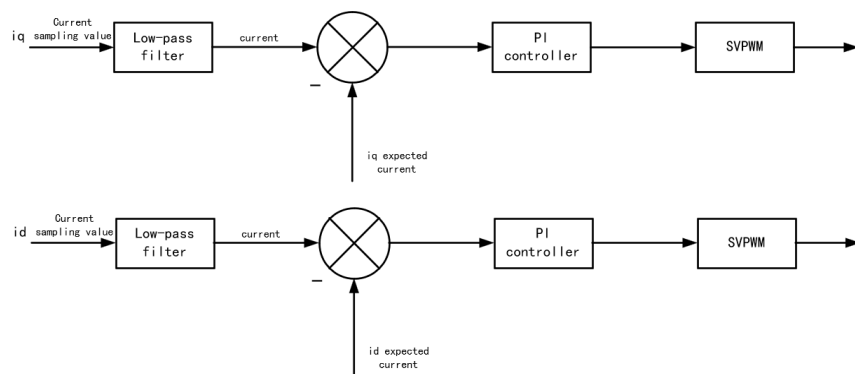 Current
iq sampling value
Low-pass
filter
current
PI
controller
SVPWM
−
iq expected
current
Current
id sampling value
Low-pass
filter
current
PI
controller
SVPWM
−
id expected
current